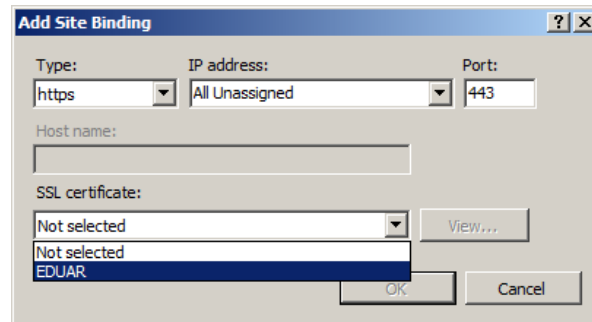 Add Site Binding
Type: IP address: Port:
https All Unassigned 443
Host name:
SSL certificate:
Not selected View...
Not selected
EDUAR
OK Cancel